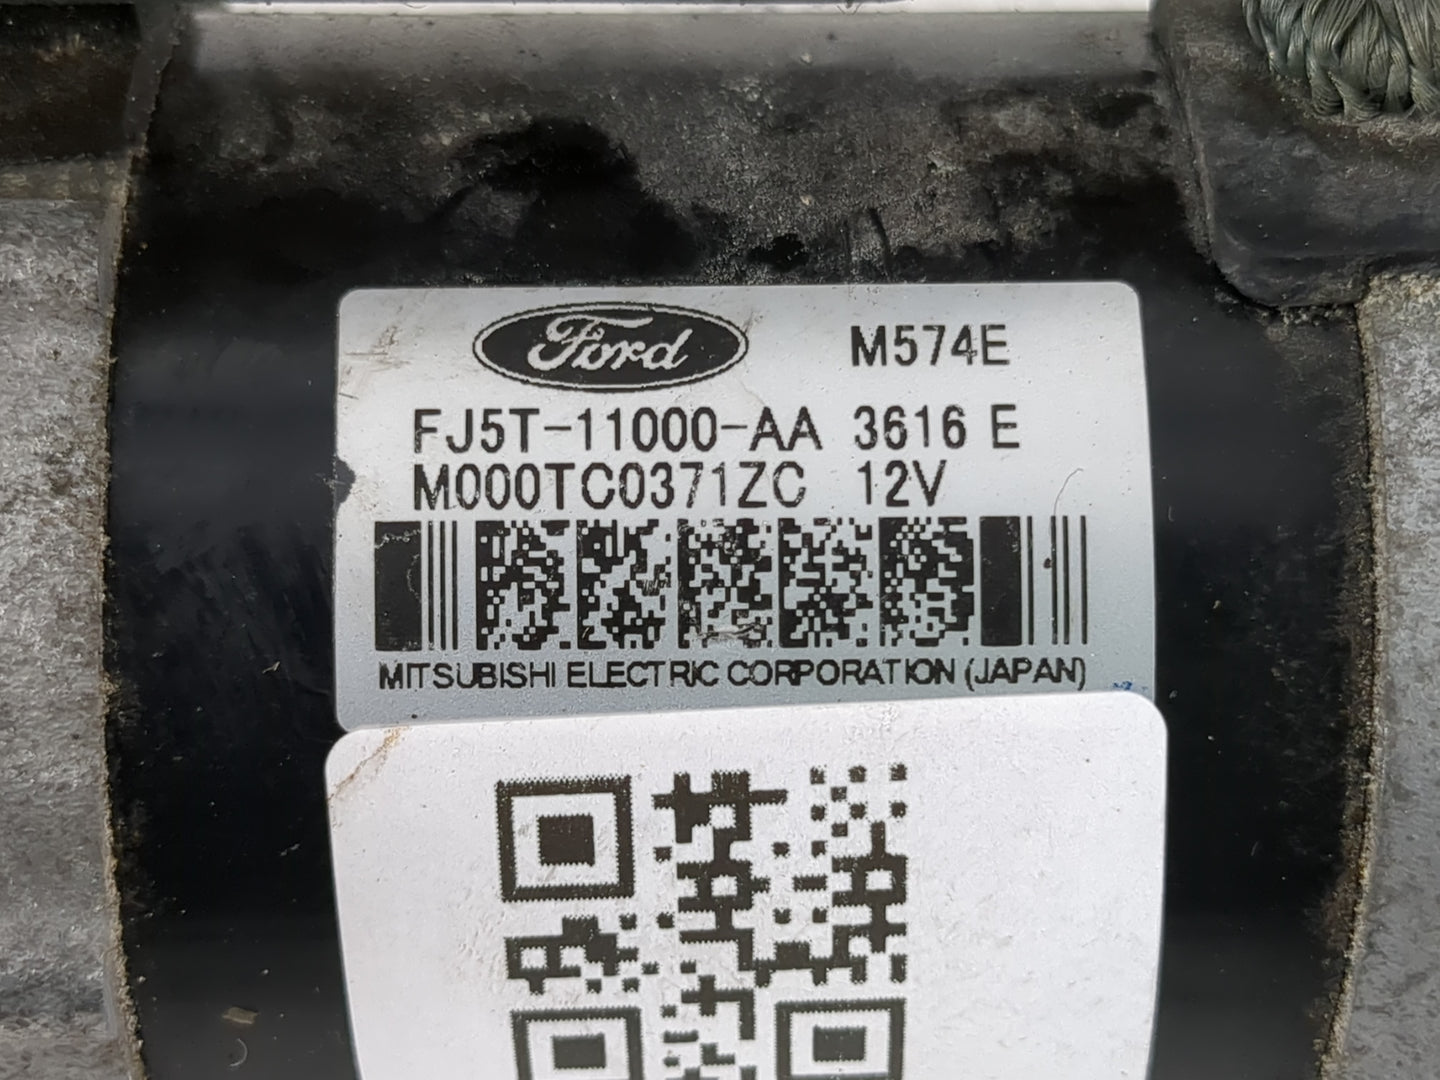 Ford M574E
FJ5T-11000-AA 3616 E
M000TC0371ZC 12V
MITSUBISHI ELECTRIC CORPORATION (JAPAN)